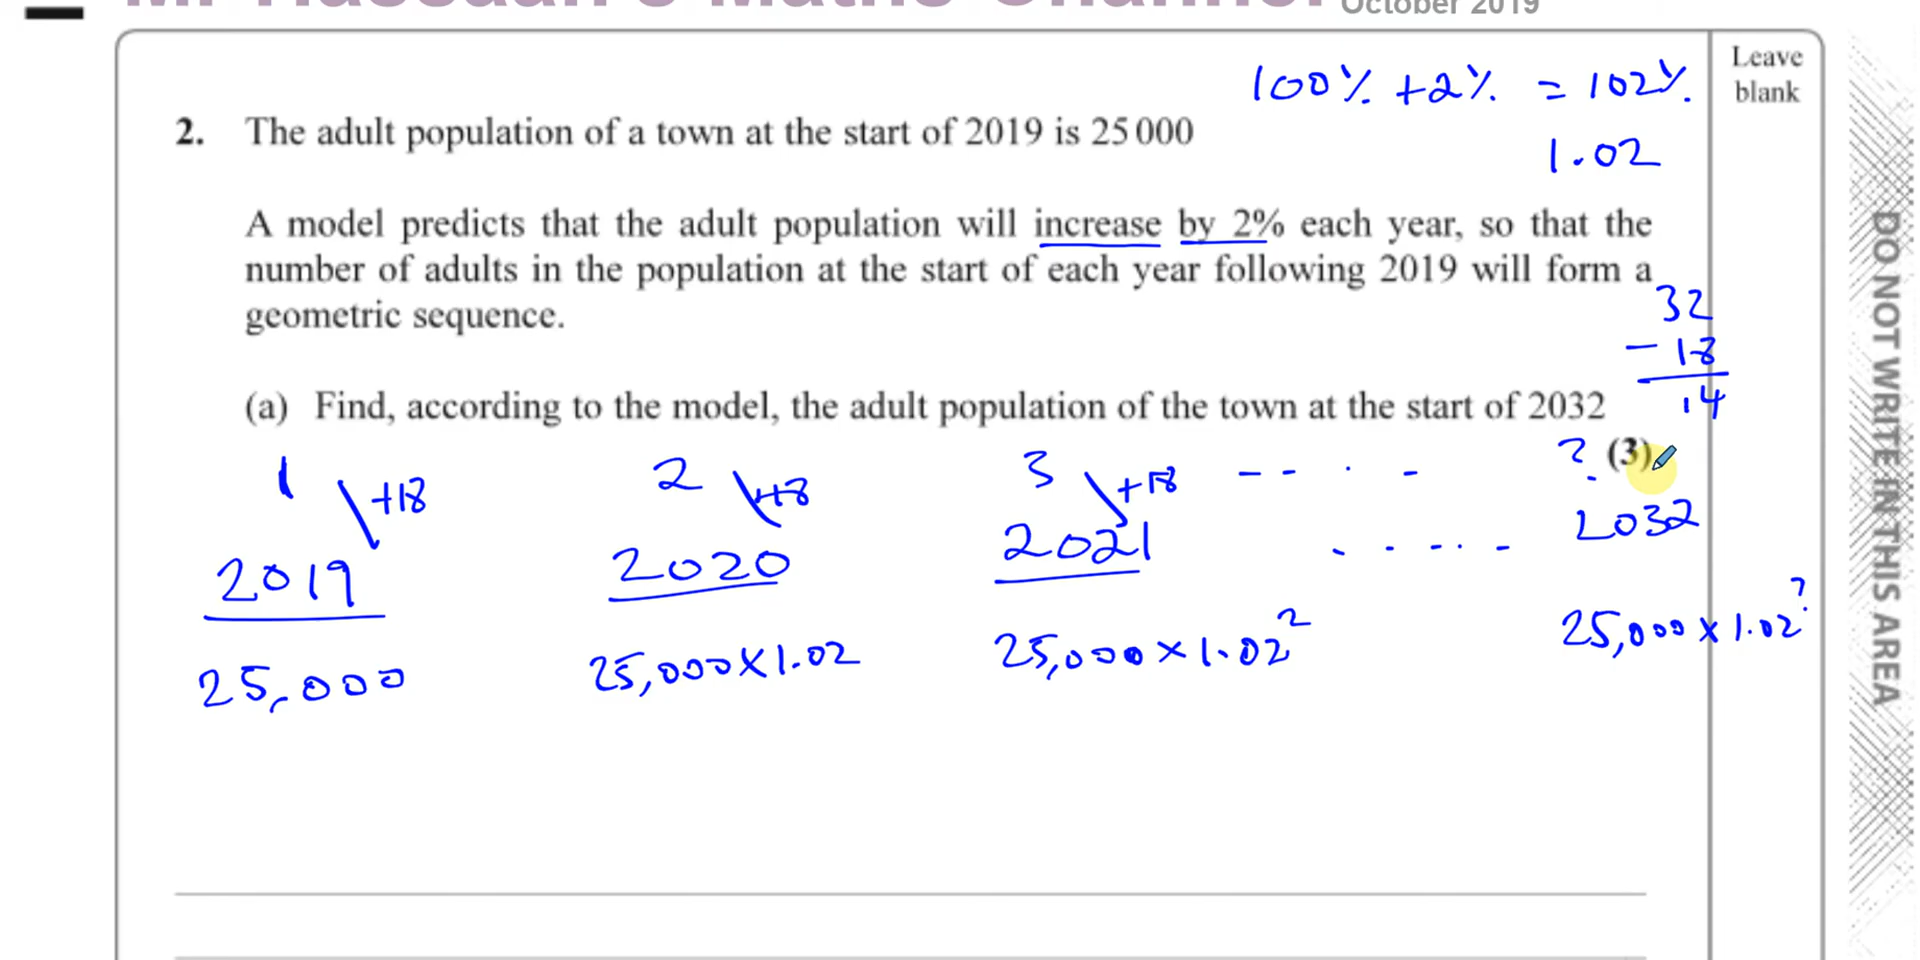 October 2019
Leave
blank
100% +2% = 102%
1.02
2. The adult population of a town at the start of 2019 is 25 000
A model predicts that the adult population will increase by 2% each year, so that the
number of adults in the population at the start of each year following 2019 will form a
geometric sequence.
32
- 18
14
(a) Find, according to the model, the adult population of the town at the start of 2032
(3)
1 +18 2 +18 3 +18 - - . - ?
2019 2020 2021 . . - . - 2032
25,000 25,000 × 1.02 25,000 × 1.02² 25,000 × 1.02^?
DO NOT WRITE IN THIS AREA